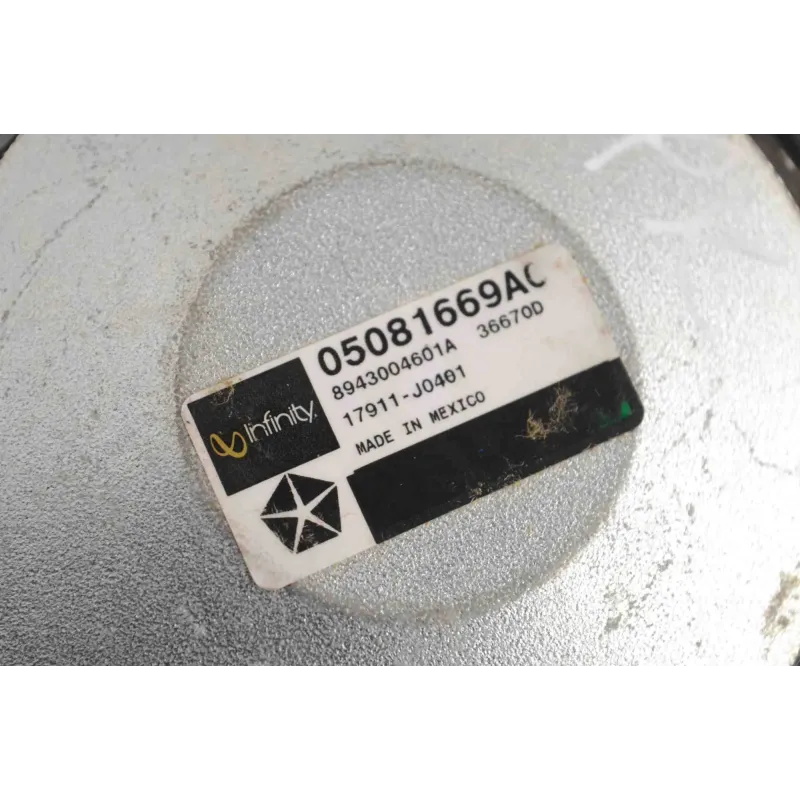 05081669AC
8943004601A 36670D
17911-J0401
MADE IN MEXICO
Infinity